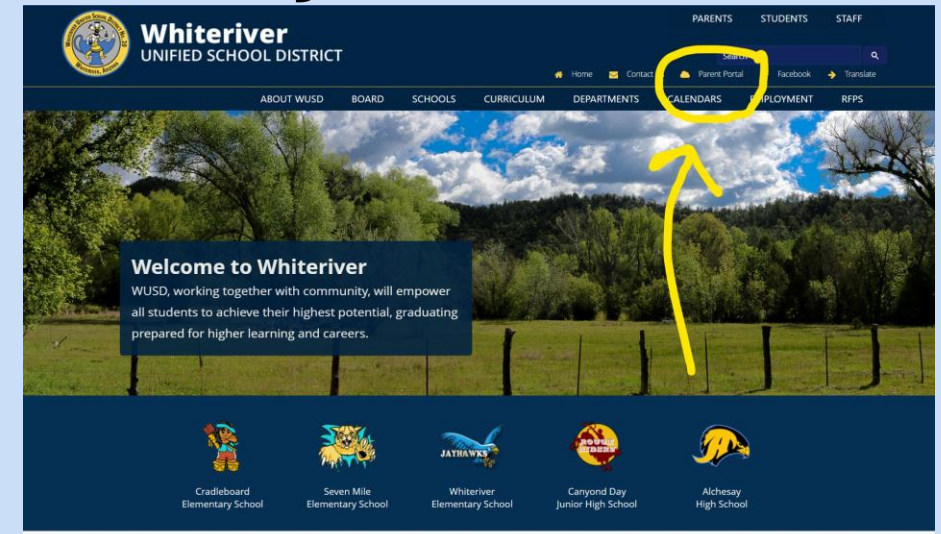 PARENTS STUDENTS STAFF
Whiteriver
UNIFIED SCHOOL DISTRICT
Search
Home Contact Parent Portal Facebook Translate
ABOUT WUSD BOARD SCHOOLS CURRICULUM DEPARTMENTS CALENDARS EMPLOYMENT RFPS
Welcome to Whiteriver
WUSD, working together with community, will empower
all students to achieve their highest potential, graduating
prepared for higher learning and careers.
JAYHAWKS
ROUGH
RIDERS
Cradleboard
Elementary School
Seven Mile
Elementary School
Whiteriver
Elementary School
Canyond Day
Junior High School
Alchesay
High School